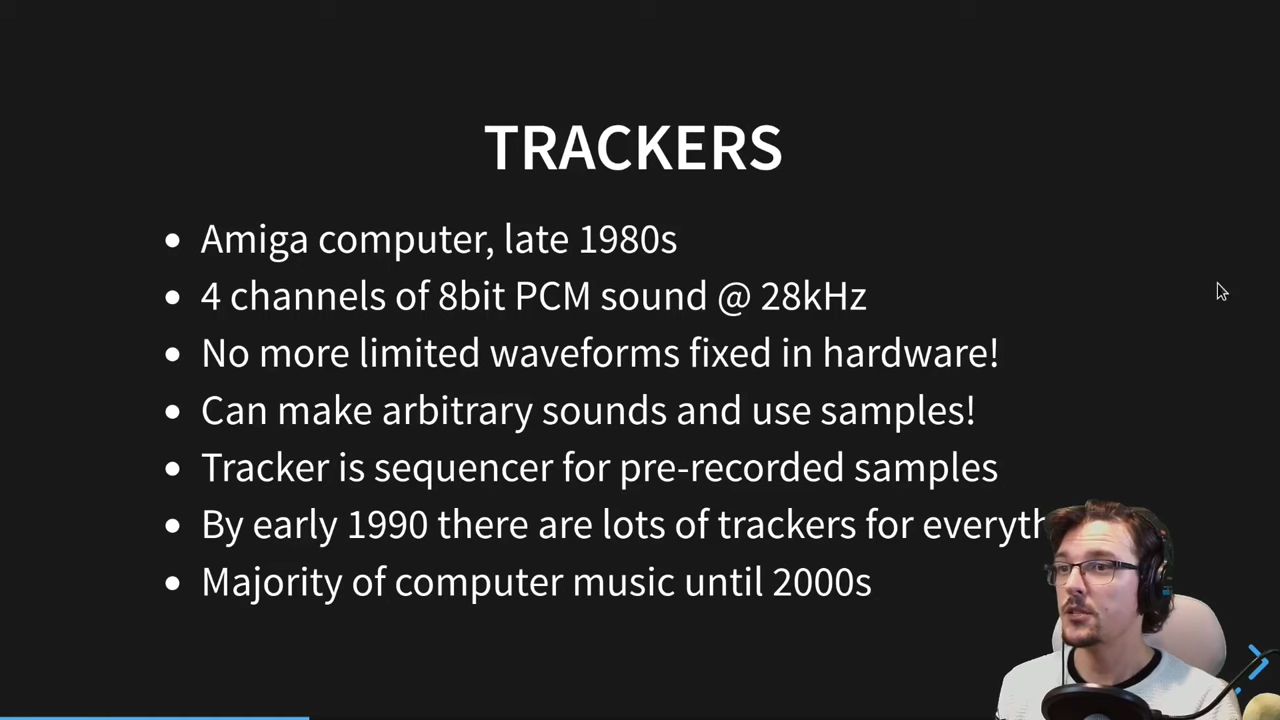 TRACKERS
Amiga computer, late 1980s
4 channels of 8bit PCM sound @ 28kHz
No more limited waveforms fixed in hardware!
Can make arbitrary sounds and use samples!
Tracker is sequencer for pre-recorded samples
By early 1990 there are lots of trackers for
Majority of computer music until 2000s